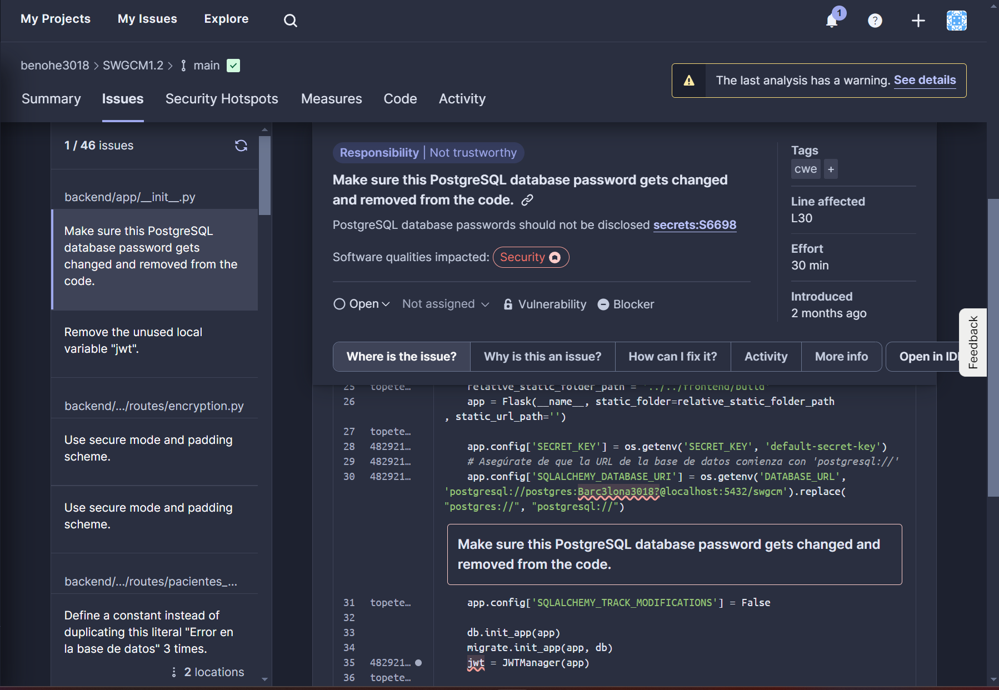 My Projects My Issues Explore
1
?
benohe3018 > SWGCM1.2 > main
The last analysis has a warning. See details
Summary Issues Security Hotspots Measures Code Activity
1 / 46 issues
backend/app/__init__.py
Make sure this PostgreSQL
database password gets
changed and removed from the
code.
Remove the unused local
variable "jwt".
backend/.../routes/encryption.py
Use secure mode and padding
scheme.
Use secure mode and padding
scheme.
backend/.../routes/pacientes_...
Define a constant instead of
duplicating this literal "Error en
la base de datos" 3 times.
2 locations
Responsibility | Not trustworthy
Make sure this PostgreSQL database password gets changed
and removed from the code.
PostgreSQL database passwords should not be disclosed secrets:S6698
Software qualities impacted: Security
Open Not assigned Vulnerability Blocker
Tags
cwe +
Line affected
L30
Effort
30 min
Introduced
2 months ago
Feedback
Where is the issue? Why is this an issue? How can I fix it? Activity More info Open in ID
25 topete... relative_static_folder_path = '../../frontend/build'
26 app = Flask(__name__, static_folder=relative_static_folder_path
, static_url_path='')
27 topete...
28 482921... app.config['SECRET_KEY'] = os.getenv('SECRET_KEY', 'default-secret-key')
29 482921... # Asegúrate de que la URL de la base de datos comienza con 'postgresql://'
30 482921... app.config['SQLALCHEMY_DATABASE_URI'] = os.getenv('DATABASE_URL',
'postgresql://postgres:Barc3lona3018?@localhost:5432/swgcm').replace(
"postgres://", "postgresql://")
Make sure this PostgreSQL database password gets changed and
removed from the code.
31 topete... app.config['SQLALCHEMY_TRACK_MODIFICATIONS'] = False
32
33 db.init_app(app)
34 migrate.init_app(app, db)
35 482921... jwt = JWTManager(app)
36 topete...